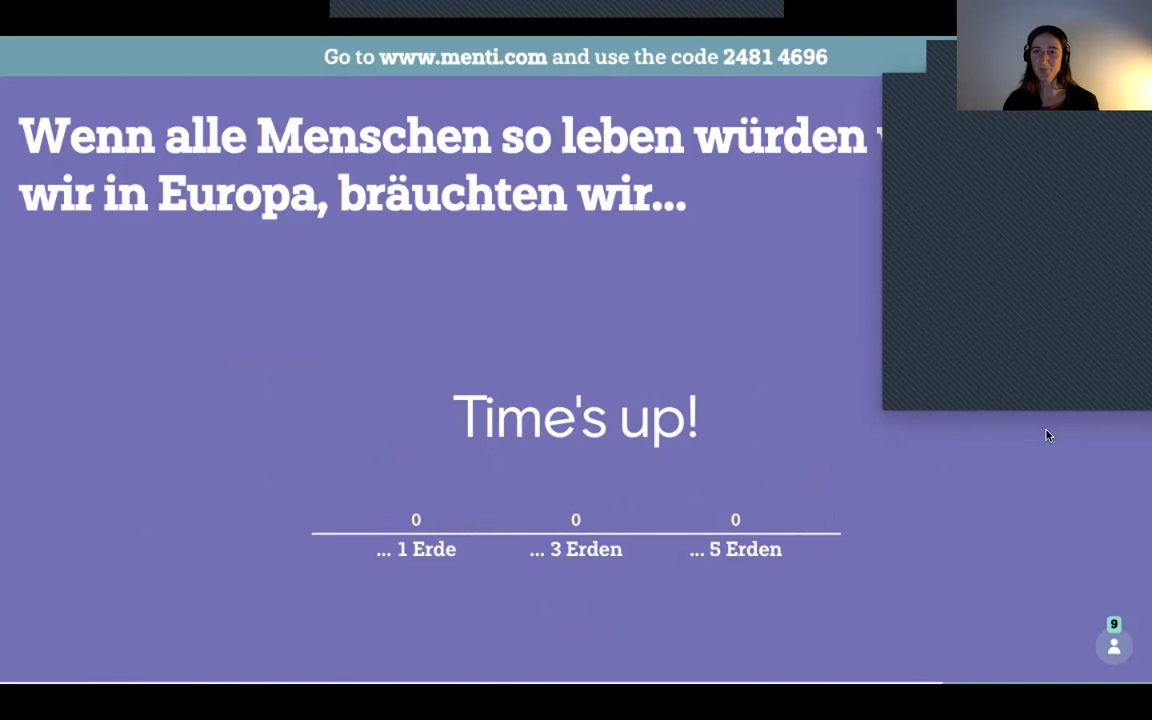 Go to www.menti.com and use the code 2481 4696
Wenn alle Menschen so leben würden
wir in Europa, bräuchten wir...
Time's up!
0 0 0
... 1 Erde ... 3 Erden ... 5 Erden
9